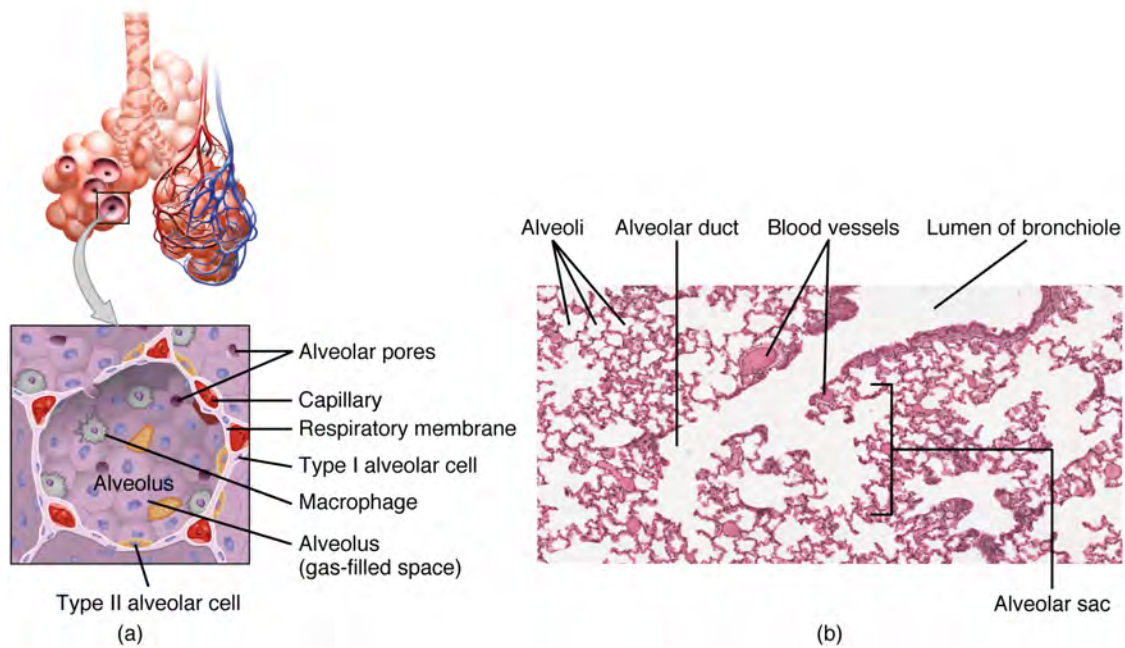 Alveolar pores
Capillary
Respiratory membrane
Type I alveolar cell
Macrophage
Alveolus
Alveolus
(gas-filled space)
Type II alveolar cell
(a)
Alveoli
Alveolar duct
Blood vessels
Lumen of bronchiole
Alveolar sac
(b)